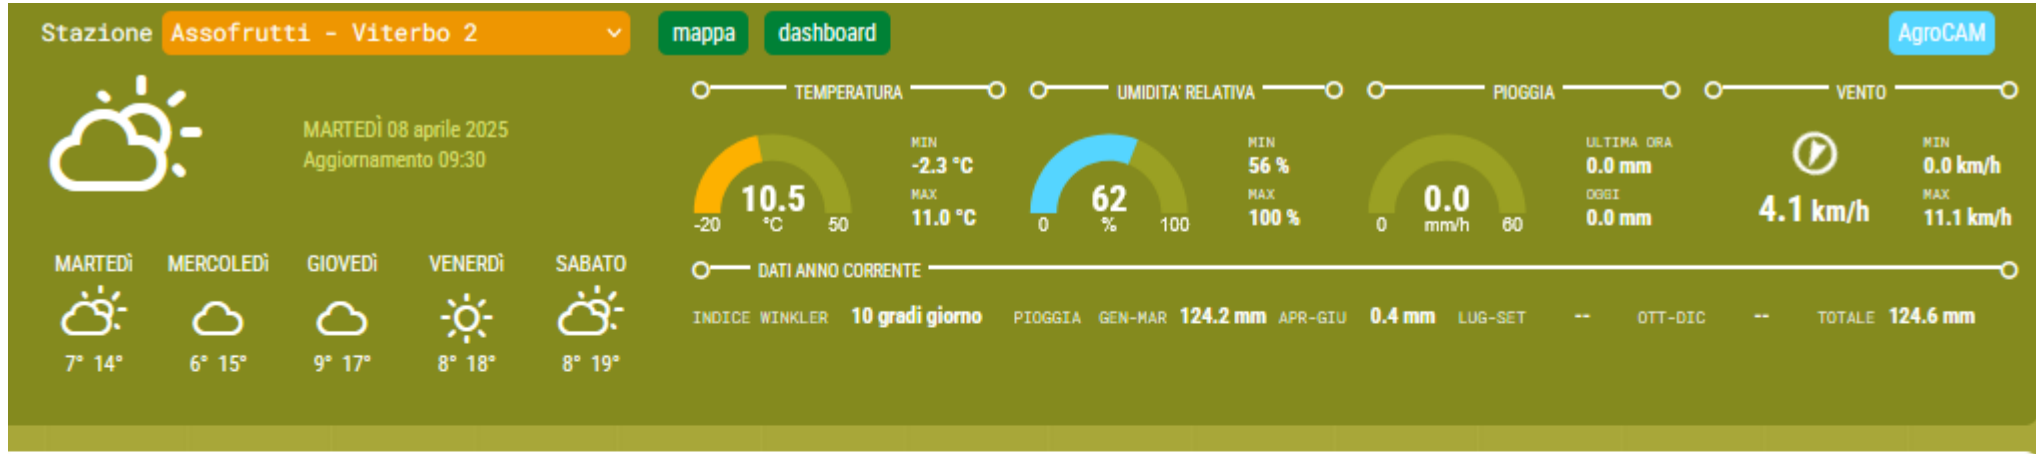 Stazione Assofrutti - Viterbo 2 mappa dashboard AgroCAM
MARTEDÌ 08 aprile 2025
Aggiornamento 09:30
TEMPERATURA
10.5
°C
-20 50
MIN
-2.3 °C
MAX
11.0 °C
UMIDITA' RELATIVA
62
%
0 100
MIN
56 %
MAX
100 %
PIOGGIA
0.0
mm/h
0 60
ULTIMA ORA
0.0 mm
OGGI
0.0 mm
VENTO
4.1 km/h
MIN
0.0 km/h
MAX
11.1 km/h
MARTEDÌ MERCOLEDÌ GIOVEDÌ VENERDÌ SABATO
7° 14° 6° 15° 9° 17° 8° 18° 8° 19°
DATI ANNO CORRENTE
INDICE WINKLER 10 gradi giorno PIOGGIA GEN-MAR 124.2 mm APR-GIU 0.4 mm LUG-SET -- OTT-DIC -- TOTALE 124.6 mm